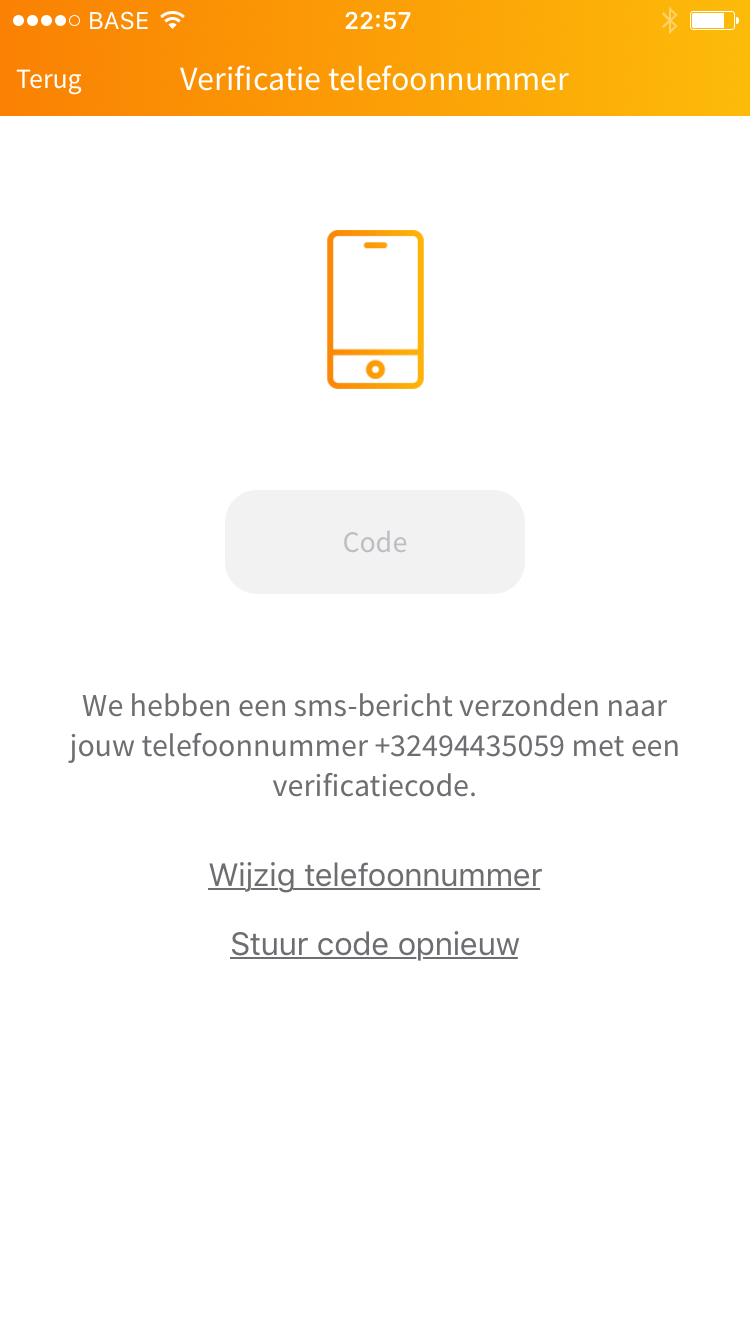 BASE 22:57
Terug Verificatie telefoonnummer
Code
We hebben een sms-bericht verzonden naar
jouw telefoonnummer +32494435059 met een
verificatiecode.
Wijzig telefoonnummer
Stuur code opnieuw